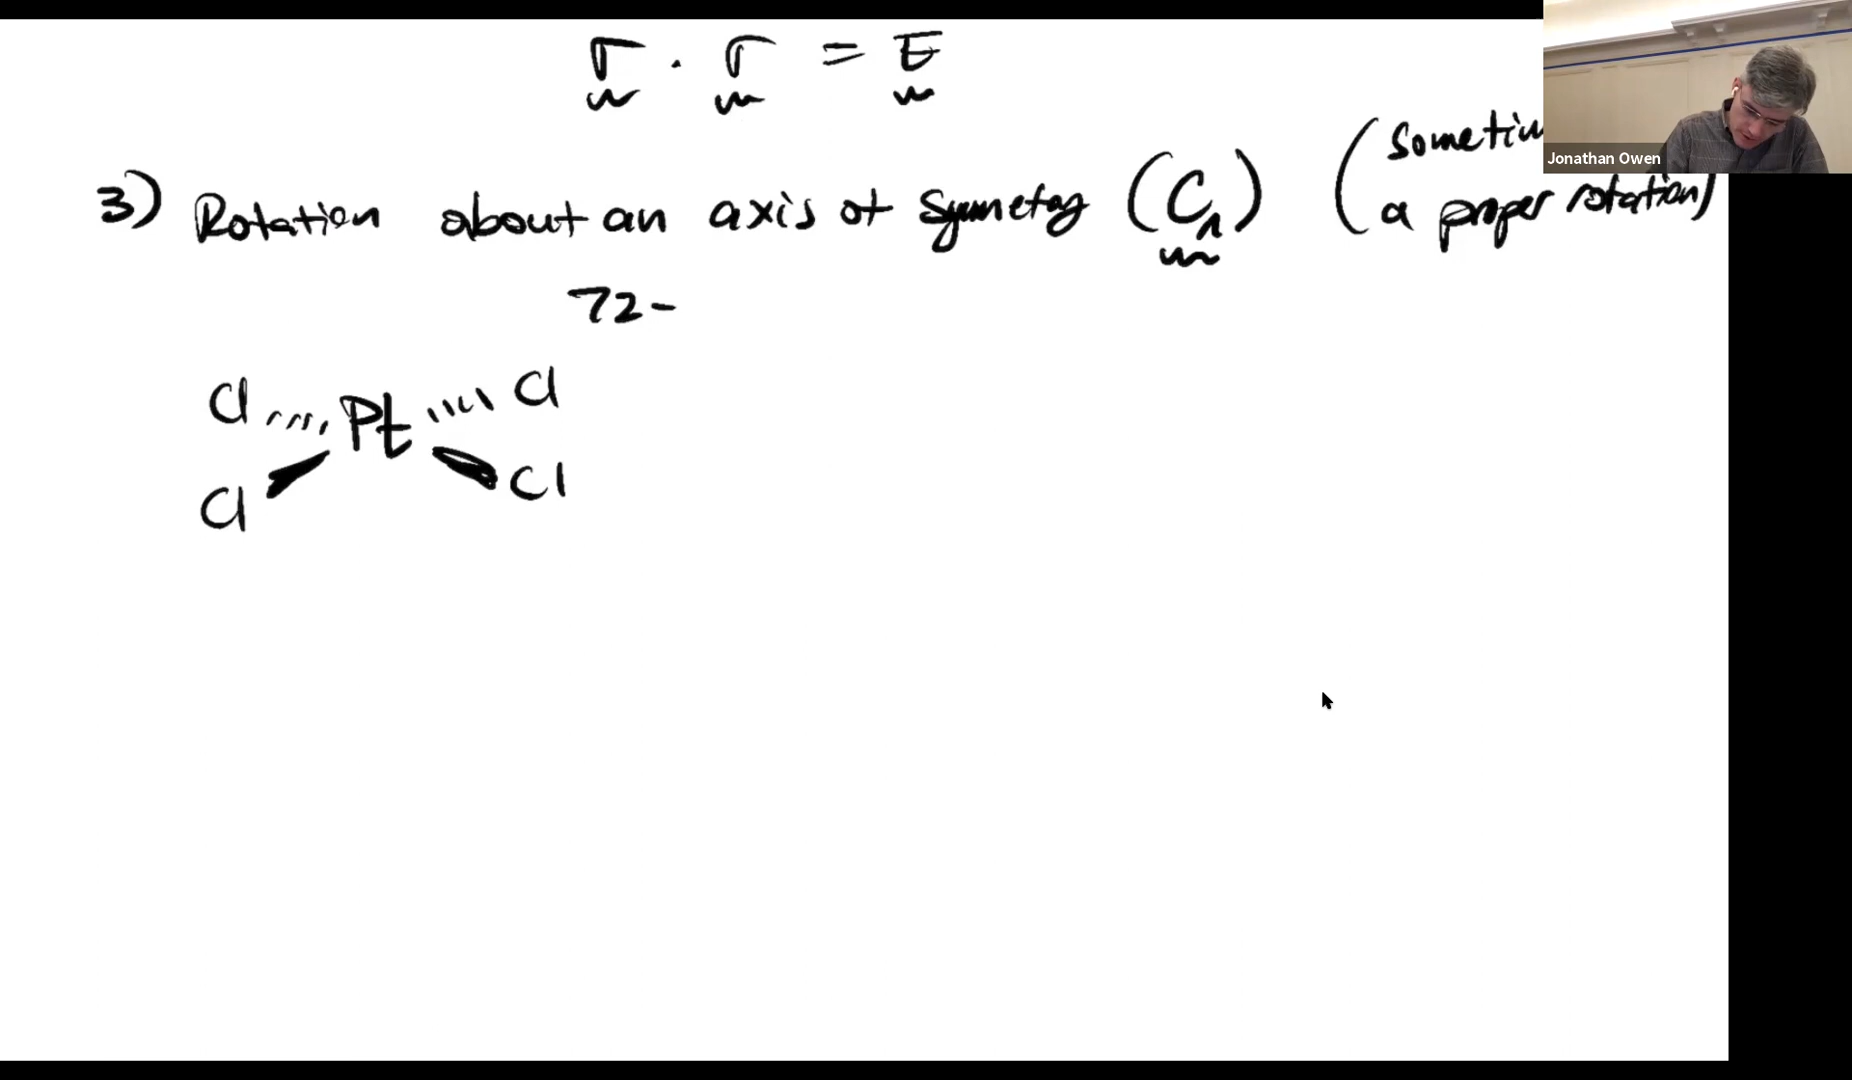 σ · σ = E
3) Rotation about an axis of symmetry (Cn) (sometim
a proper rotation)
72-
Cl Pt Cl
Cl Cl
Jonathan Owen